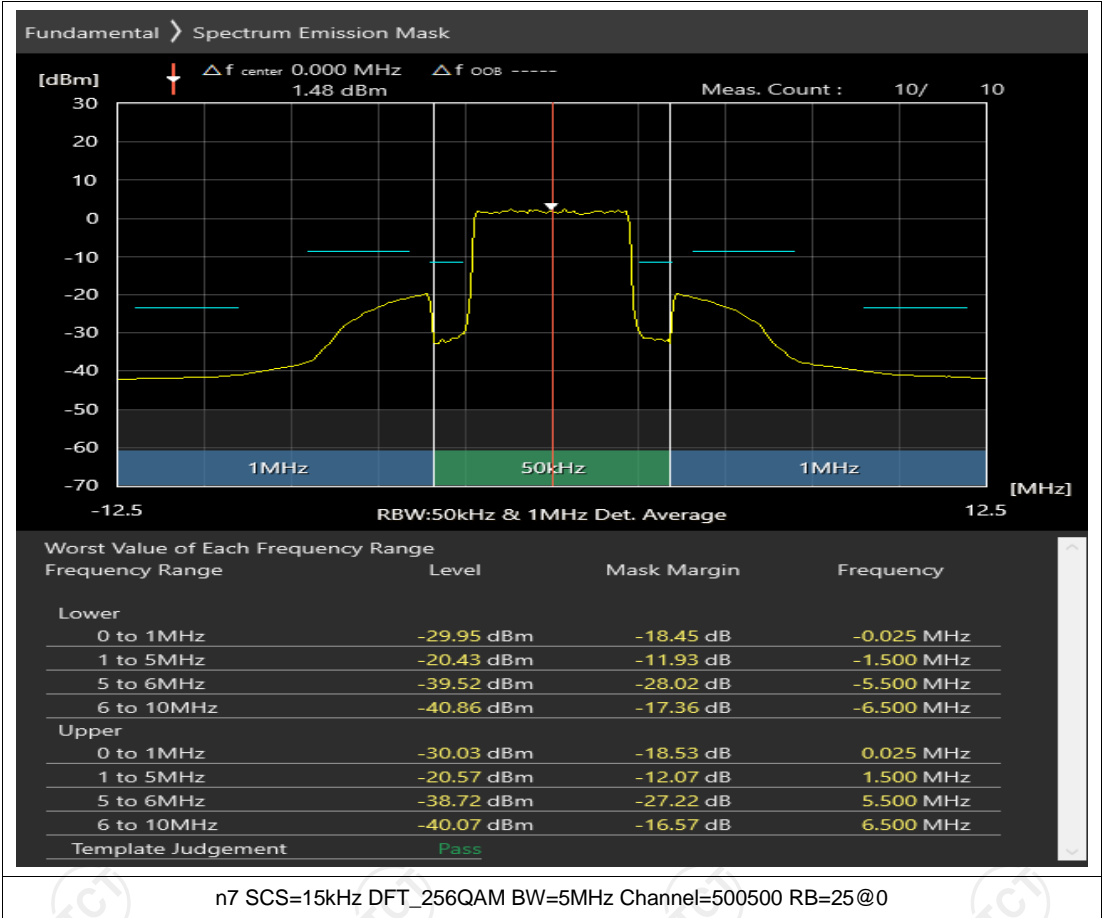 Fundamental ❯ Spectrum Emission Mask
[dBm] △f center 0.000 MHz △f OOB -----
1.48 dBm Meas. Count : 10/ 10
30
20
10
0
-10
-20
-30
-40
-50
-60
-70
1MHz 50kHz 1MHz
[MHz]
-12.5 RBW:50kHz & 1MHz Det. Average 12.5
Worst Value of Each Frequency Range
Frequency Range Level Mask Margin Frequency
Lower
0 to 1MHz -29.95 dBm -18.45 dB -0.025 MHz
1 to 5MHz -20.43 dBm -11.93 dB -1.500 MHz
5 to 6MHz -39.52 dBm -28.02 dB -5.500 MHz
6 to 10MHz -40.86 dBm -17.36 dB -6.500 MHz
Upper
0 to 1MHz -30.03 dBm -18.53 dB 0.025 MHz
1 to 5MHz -20.57 dBm -12.07 dB 1.500 MHz
5 to 6MHz -38.72 dBm -27.22 dB 5.500 MHz
6 to 10MHz -40.07 dBm -16.57 dB 6.500 MHz
Template Judgement Pass
n7 SCS=15kHz DFT_256QAM BW=5MHz Channel=500500 RB=25@0
TCT TCT TCT TCT